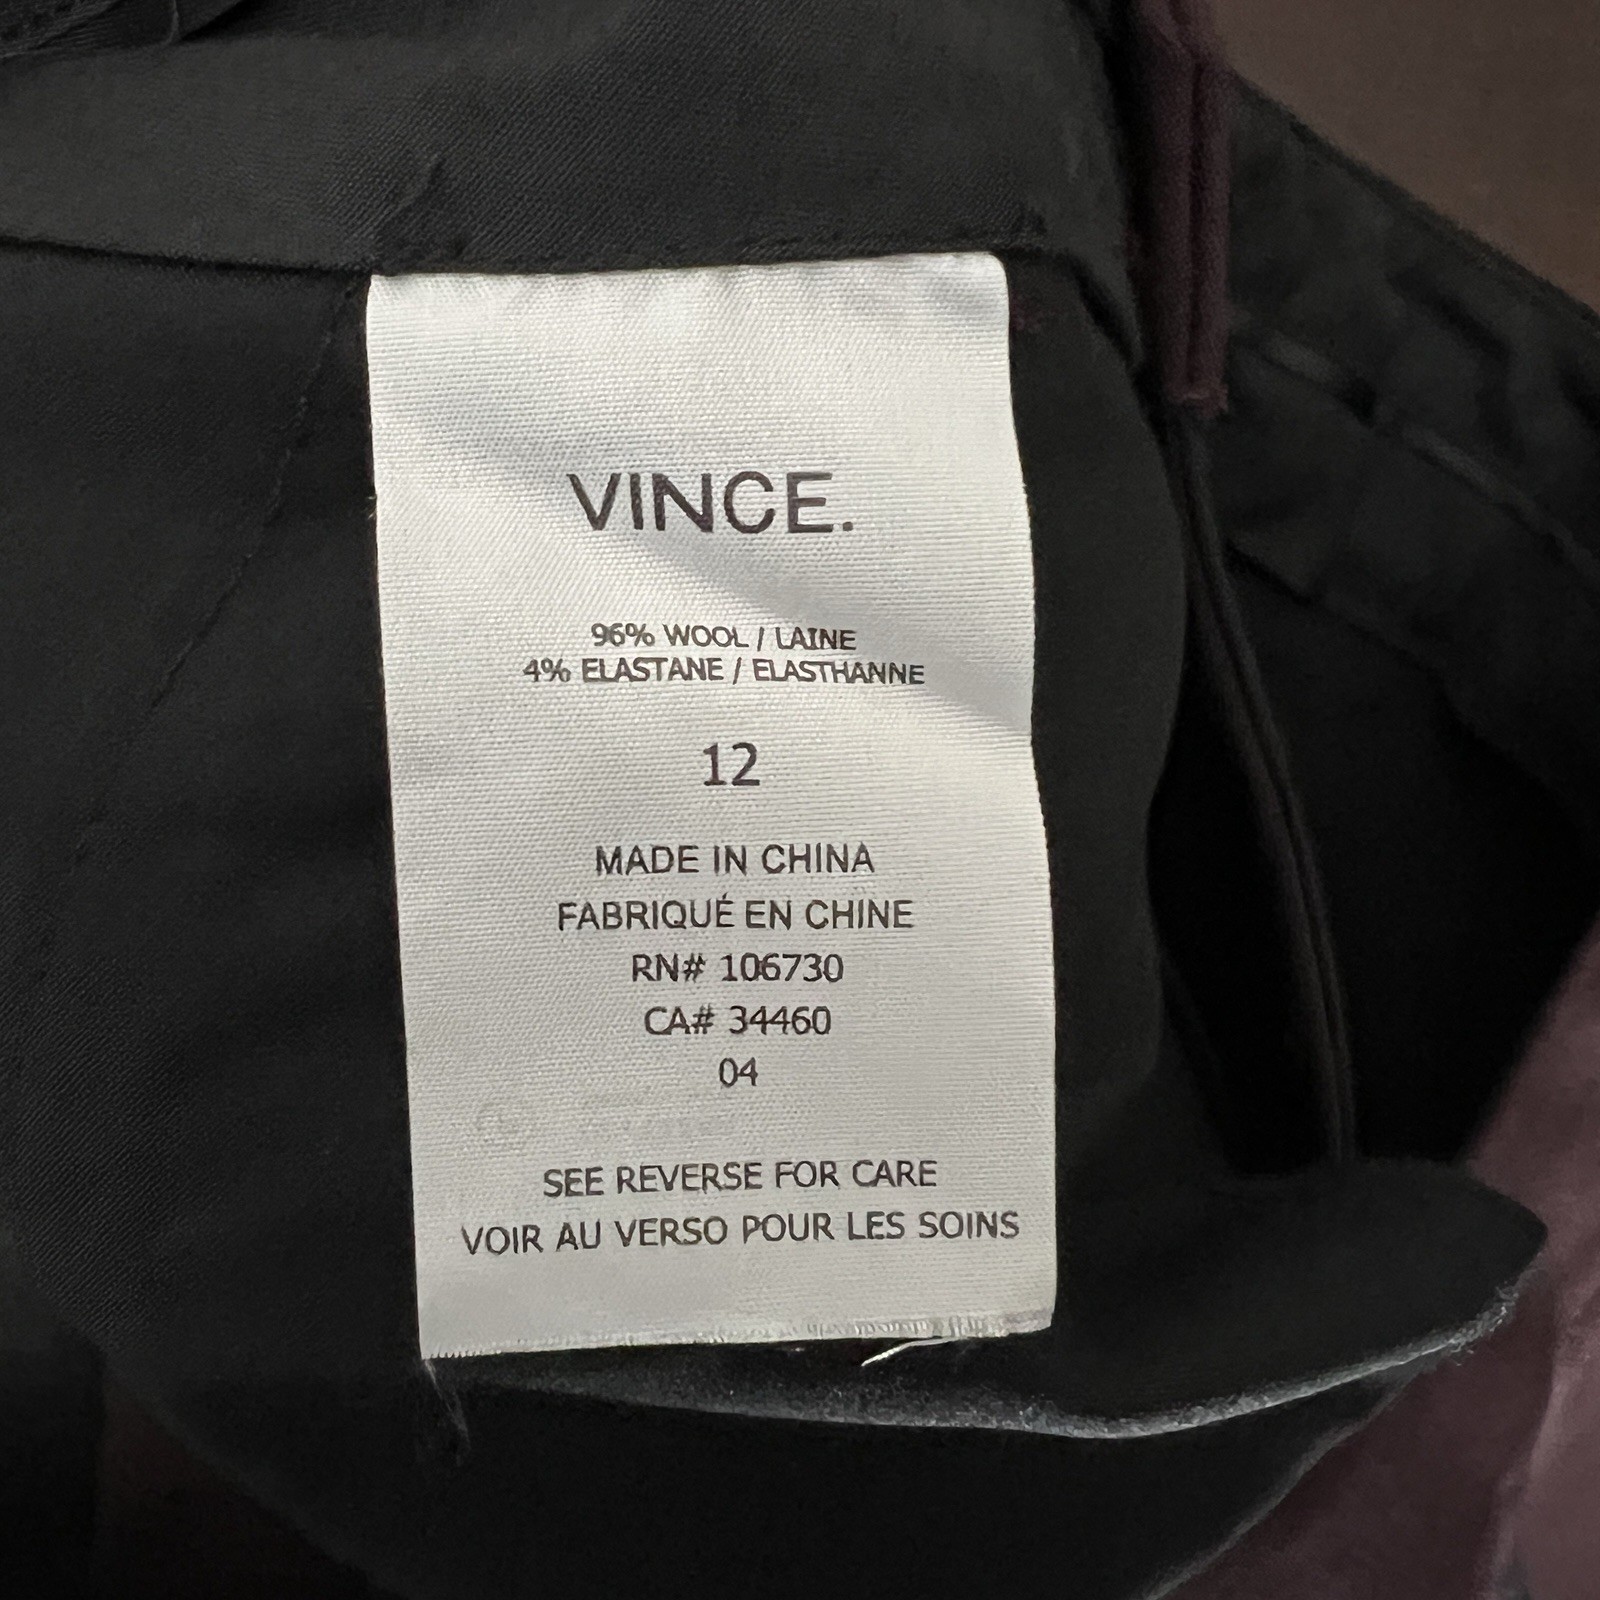 VINCE.
96% WOOL / LAINE
4% ELASTANE / ELASTHANNE
12
MADE IN CHINA
FABRIQUÉ EN CHINE
RN# 106730
CA# 34460
04
SEE REVERSE FOR CARE
VOIR AU VERSO POUR LES SOINS